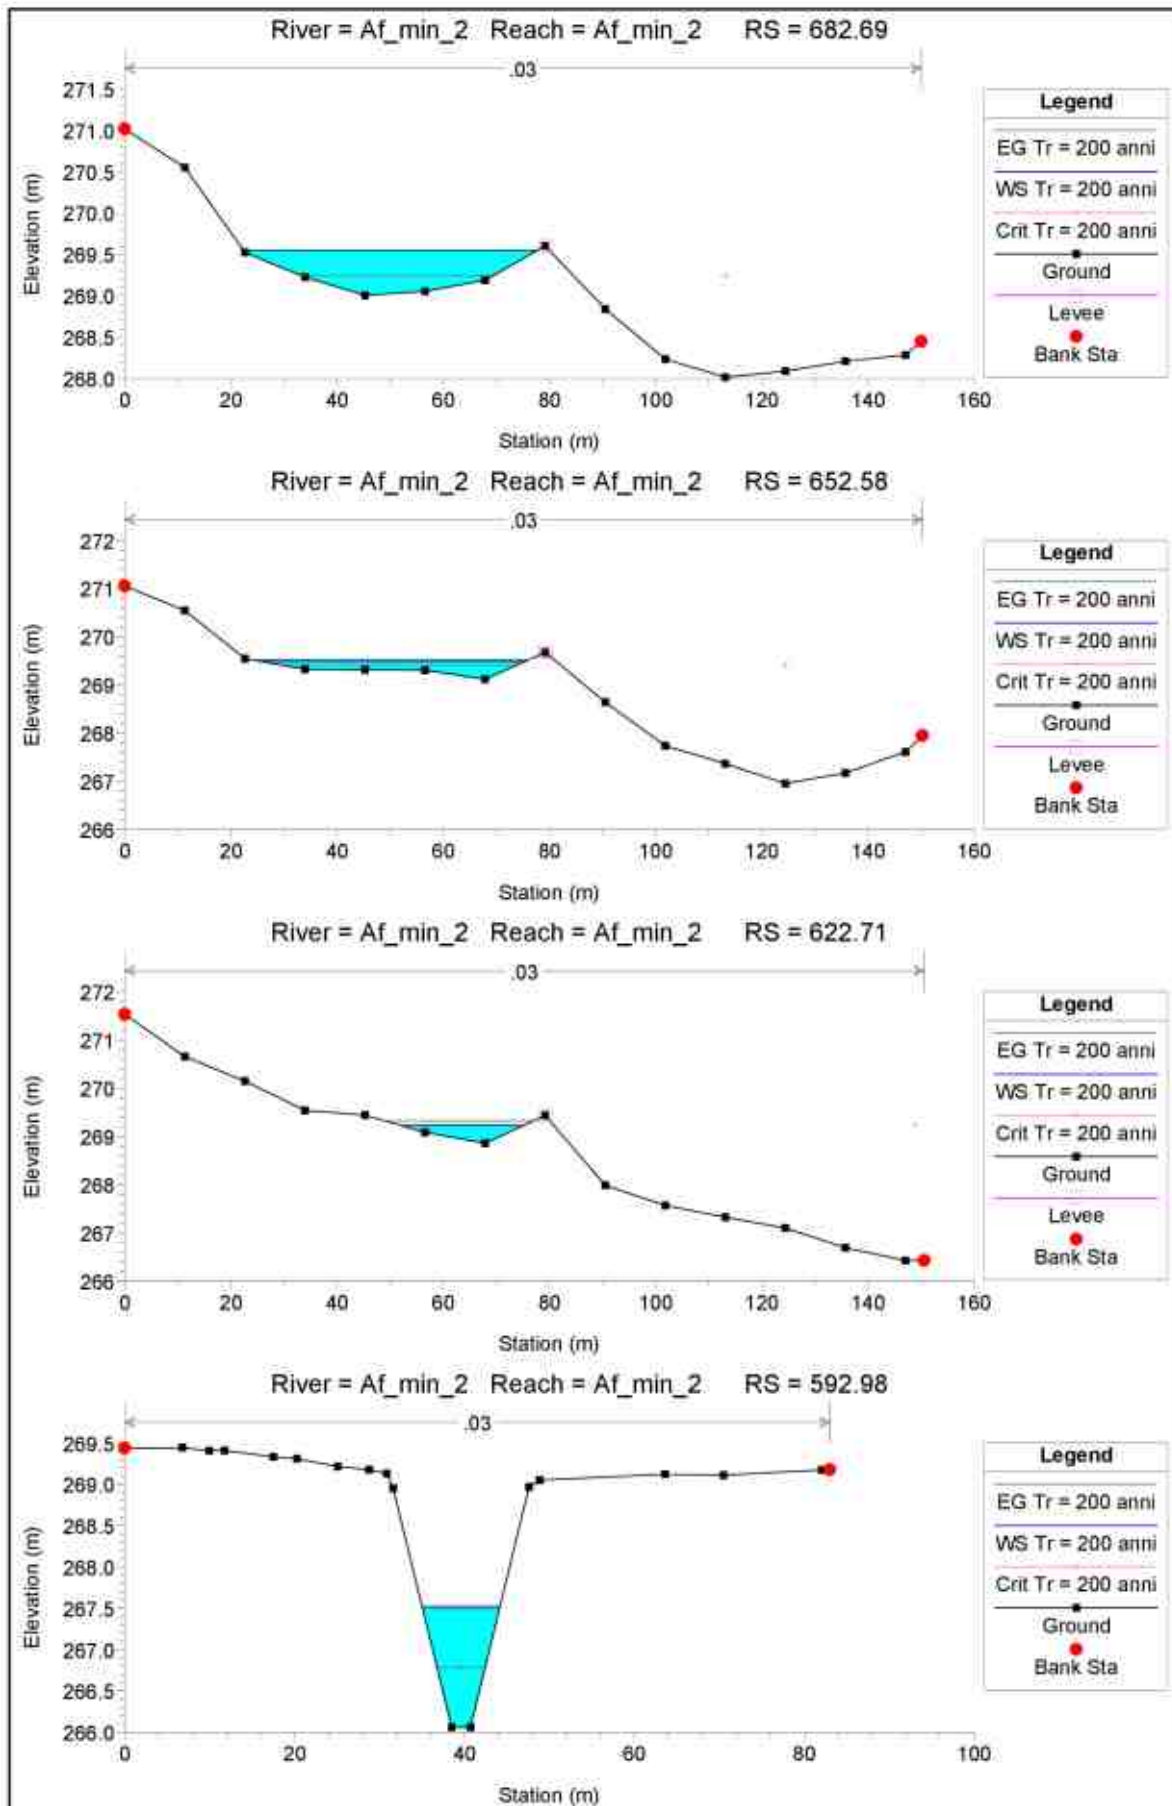 River = Af_min_2 Reach = Af_min_2 RS = 682.69
.03
271.5
271.0
270.5
270.0
269.5
269.0
268.5
268.0
Elevation (m)
0 20 40 60 80 100 120 140 160
Station (m)
Legend
EG Tr = 200 anni
WS Tr = 200 anni
Crit Tr = 200 anni
Ground
Levee
Bank Sta
River = Af_min_2 Reach = Af_min_2 RS = 652.58
.03
272
271
270
269
268
267
266
Elevation (m)
0 20 40 60 80 100 120 140 160
Station (m)
Legend
EG Tr = 200 anni
WS Tr = 200 anni
Crit Tr = 200 anni
Ground
Levee
Bank Sta
River = Af_min_2 Reach = Af_min_2 RS = 622.71
.03
272
271
270
269
268
267
266
Elevation (m)
0 20 40 60 80 100 120 140 160
Station (m)
Legend
EG Tr = 200 anni
WS Tr = 200 anni
Crit Tr = 200 anni
Ground
Levee
Bank Sta
River = Af_min_2 Reach = Af_min_2 RS = 592.98
.03
269.5
269.0
268.5
268.0
267.5
267.0
266.5
266.0
Elevation (m)
0 20 40 60 80 100
Station (m)
Legend
EG Tr = 200 anni
WS Tr = 200 anni
Crit Tr = 200 anni
Ground
Bank Sta